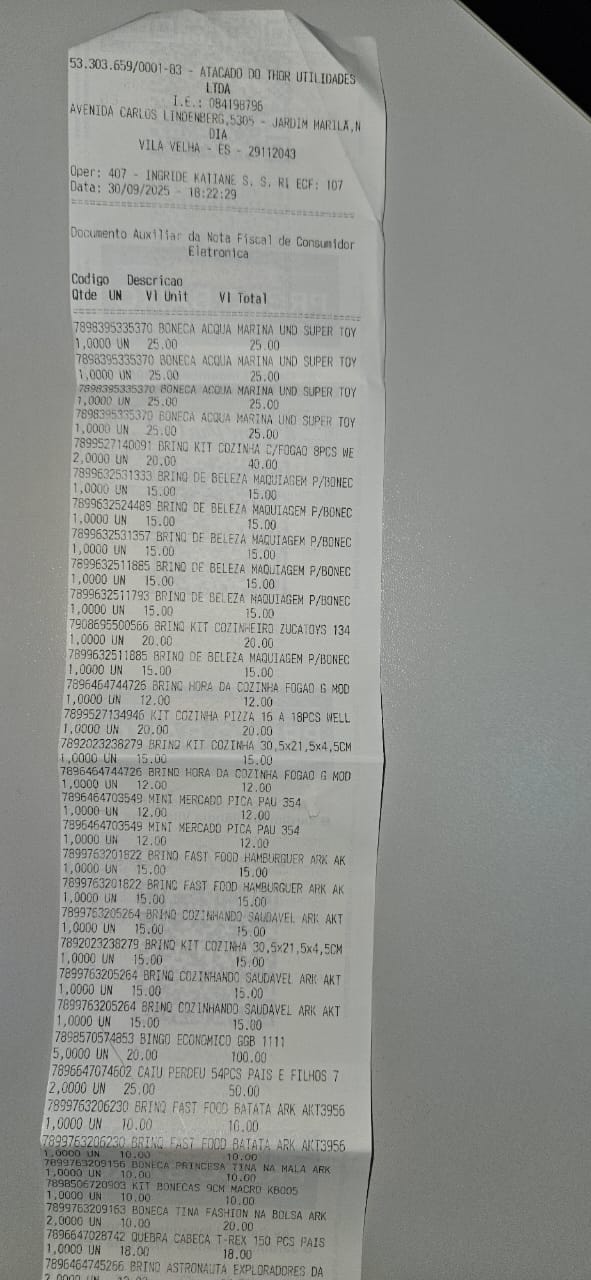 53.303.659/0001-83 - ATACADO DO THOR UTILIDADES
LTDA
I.E.: 084198796
AVENIDA CARLOS LINDENBERG,5305 - JARDIM MARILA,N
DIA
VILA VELHA - ES - 29112043
Oper: 407 - INGRIDE KATIANE S. S. RI ECF: 107
Data: 30/09/2025 - 18:22:29
Documento Auxiliar da Nota Fiscal de Consumidor
Eletronica
Codigo Descricao
Qtde UN Vl Unit Vl Total
7898395335370 BONECA ACQUA MARINA UND SUPER TOY
1,0000 UN 25.00 25.00
7898395335370 BONECA ACQUA MARINA UND SUPER TOY
1,0000 UN 25.00 25.00
7898395335370 BONECA ACQUA MARINA UND SUPER TOY
1,0000 UN 25.00 25.00
7898395335370 BONECA ACQUA MARINA UND SUPER TOY
1,0000 UN 25.00 25.00
7899527140091 BRINQ KIT COZINHA C/FOGAO 8PCS WE
2,0000 UN 20.00 40.00
7899632531333 BRINQ DE BELEZA MAQUIAGEM P/BONEC
1,0000 UN 15.00 15.00
7899632524489 BRINQ DE BELEZA MAQUIAGEM P/BONEC
1,0000 UN 15.00 15.00
7899632531357 BRINQ DE BELEZA MAQUIAGEM P/BONEC
1,0000 UN 15.00 15.00
7899632511885 BRINQ DE BELEZA MAQUIAGEM P/BONEC
1,0000 UN 15.00 15.00
7899632511793 BRINQ DE BELEZA MAQUIAGEM P/BONEC
1,0000 UN 15.00 15.00
7908695500566 BRINQ KIT COZINHEIRO ZUCATOYS 134
1,0000 UN 20.00 20.00
7899632511885 BRINQ DE BELEZA MAQUIAGEM P/BONEC
1,0000 UN 15.00 15.00
7896464744726 BRINQ HORA DA COZINHA FOGAO G MOD
1,0000 UN 12.00 12.00
7899527134946 KIT COZINHA PIZZA 16 A 18PCS WELL
1,0000 UN 20.00 20.00
7892023238279 BRINQ KIT COZINHA 30,5x21,5x4,5CM
1,0000 UN 15.00 15.00
7896464744726 BRINQ HORA DA COZINHA FOGAO G MOD
1,0000 UN 12.00 12.00
7896464703549 MINI MERCADO PICA PAU 354
1,0000 UN 12.00 12.00
7896464703549 MINI MERCADO PICA PAU 354
1,0000 UN 12.00 12.00
7899763201822 BRINQ FAST FOOD HAMBURGUER ARK AK
1,0000 UN 15.00 15.00
7899763201822 BRINQ FAST FOOD HAMBURGUER ARK AK
1,0000 UN 15.00 15.00
7899763205264 BRINQ COZINHANDO SAUDAVEL ARK AKT
1,0000 UN 15.00 15.00
7892023238279 BRINQ KIT COZINHA 30,5x21,5x4,5CM
1,0000 UN 15.00 15.00
7899763205264 BRINQ COZINHANDO SAUDAVEL ARK AKT
1,0000 UN 15.00 15.00
7899763205264 BRINQ COZINHANDO SAUDAVEL ARK AKT
1,0000 UN 15.00 15.00
7898570574853 BINGO ECONOMICO GGB 1111
5,0000 UN 20.00 100.00
7896647074602 CAIU PERDEU 54PCS PAIS E FILHOS 7
2,0000 UN 25.00 50.00
7899763206230 BRINQ FAST FOOD BATATA ARK AKT3956
1,0000 UN 10.00 10.00
7899763206230 BRINQ FAST FOOD BATATA ARK AKT3956
1,0000 UN 10.00 10.00
7899763209156 BONECA PRINCESA TINA NA MALA ARK
1,0000 UN 10.00 10.00
7898506720903 KIT BONECAS 9CM MACRO KB005
1,0000 UN 10.00 10.00
7899763209163 BONECA TINA FASHION NA BOLSA ARK
2,0000 UN 10.00 20.00
7896647028742 QUEBRA CABECA T-REX 150 PCS PAIS
1,0000 UN 18.00 18.00
7896464745266 BRINQ ASTRONAUTA EXPLORADORES DA